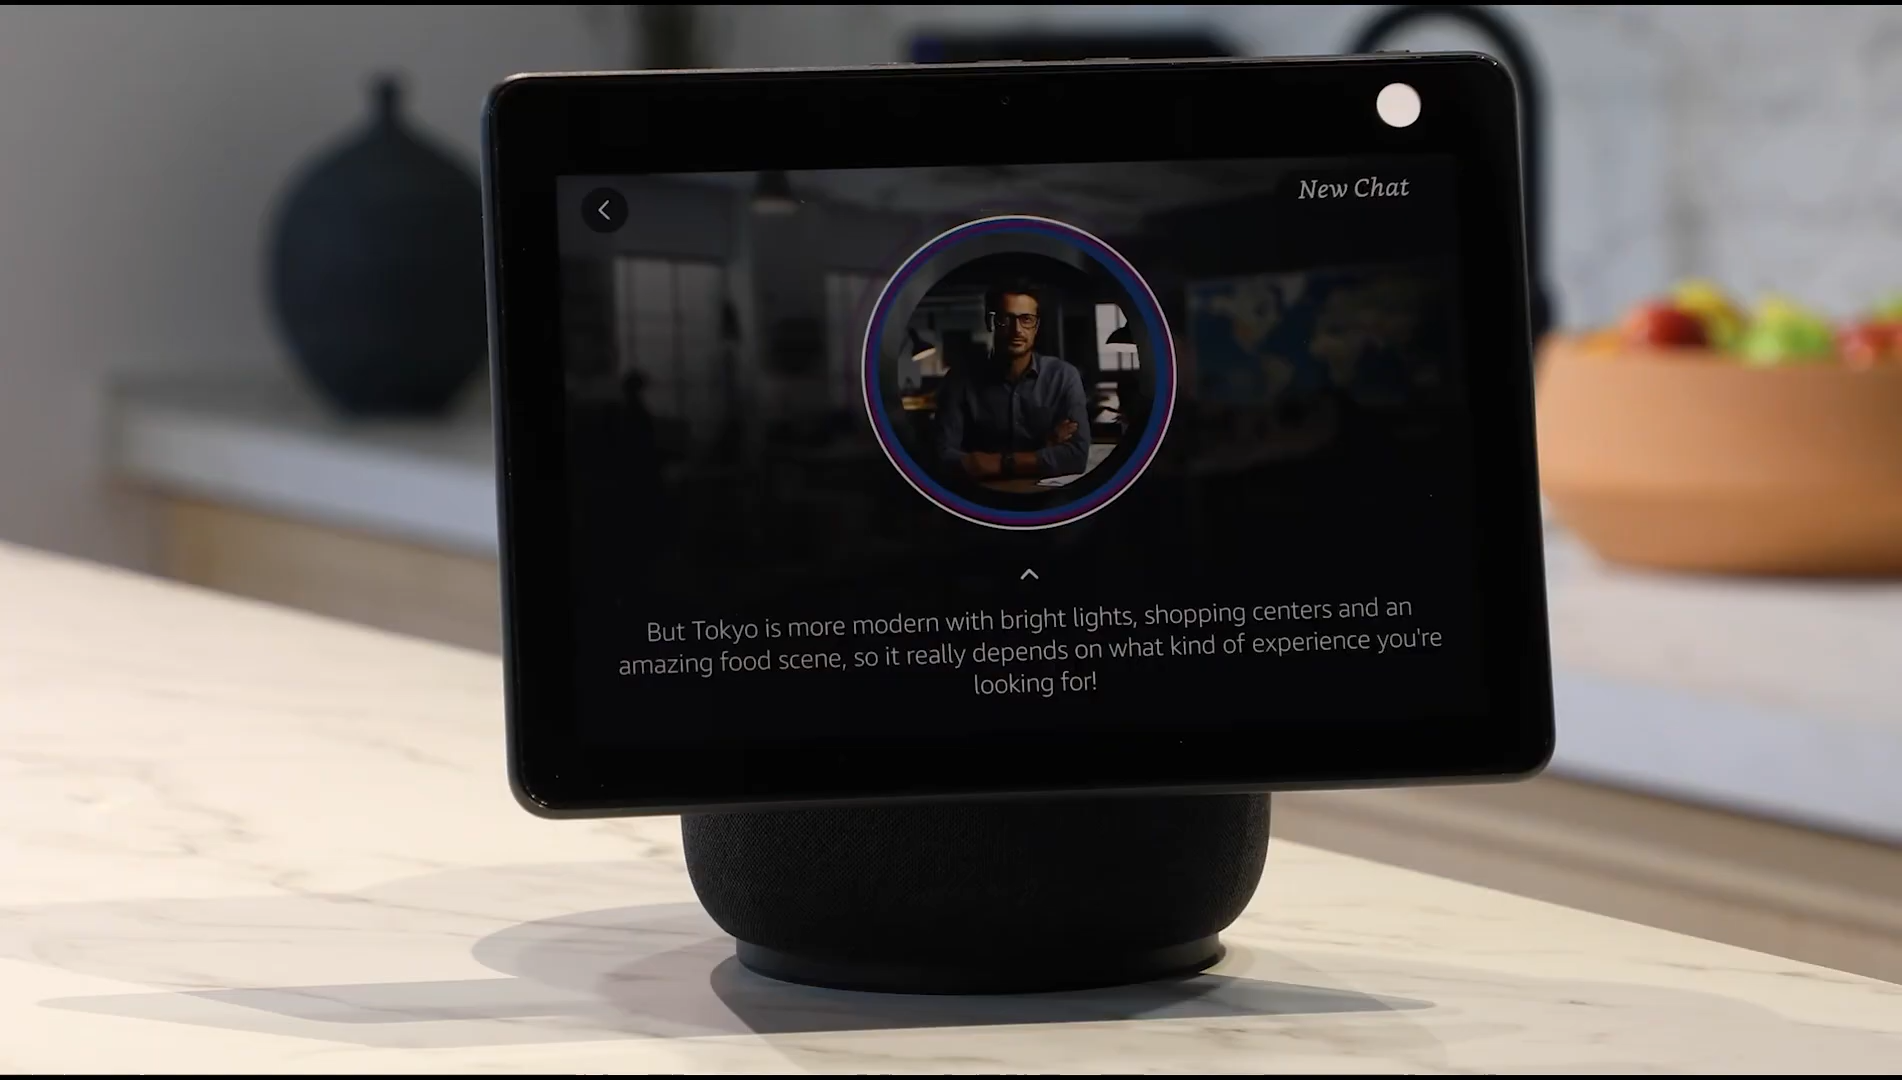 New Chat
But Tokyo is more modern with bright lights, shopping centers and an
amazing food scene, so it really depends on what kind of experience you're
looking for!